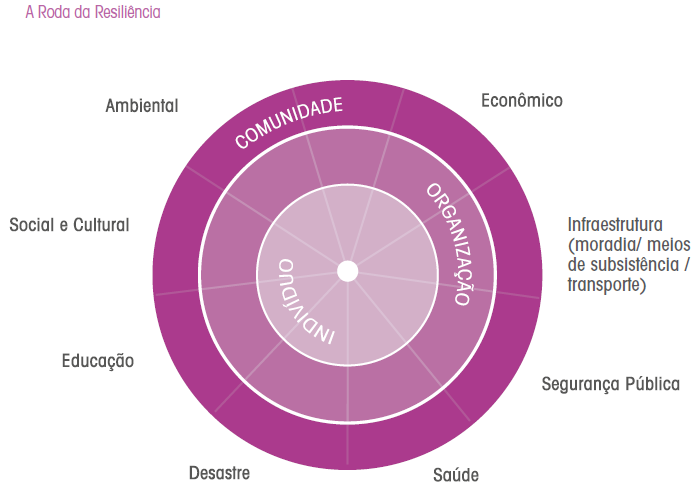 A Roda da Resiliência
Ambiental
Econômico
COMUNIDADE
ORGANIZAÇÃO
INDIVÍDUO
Social e Cultural
Infraestrutura
(moradia/ meios
de subsistência /
transporte)
Educação
Segurança Pública
Desastre
Saúde